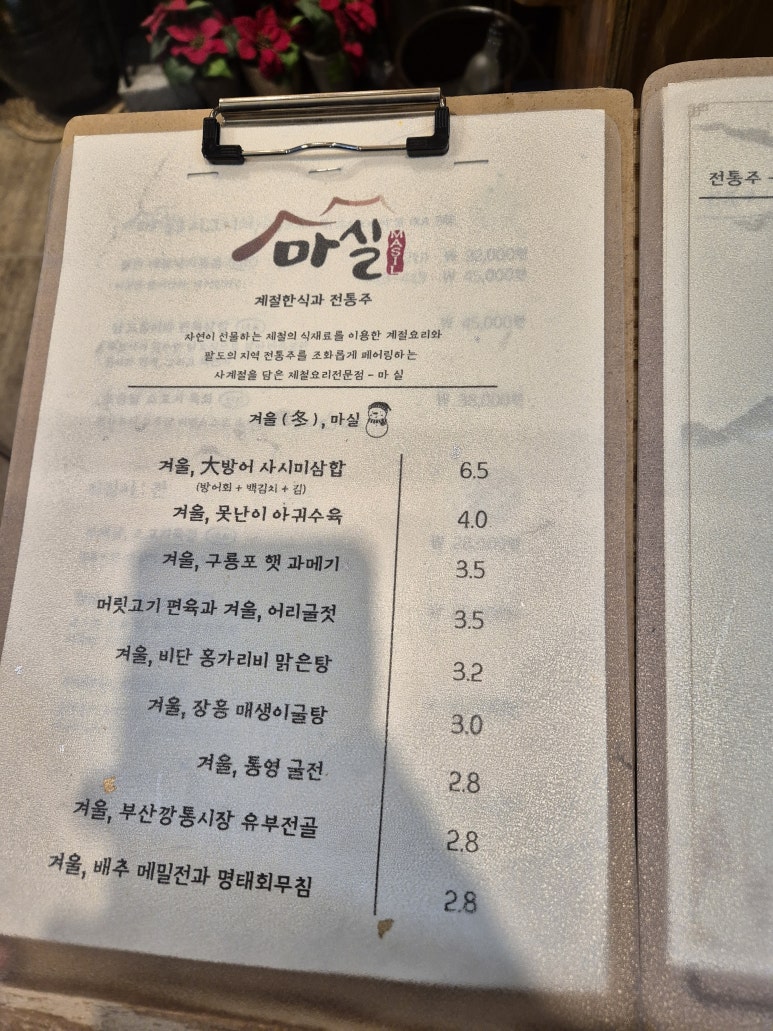 마실
MASIL
계절한식과 전통주
자연이 선물하는 제철의 식재료를 이용한 계절요리와
팔도의 지역 전통주를 조화롭게 페어링하는
사계절을 담은 제철요리전문점 - 마 실
겨울 (冬), 마실
겨울, 大방어 사시미삼합 6.5
(방어회 + 백김치 + 김)
겨울, 못난이 아귀수육 4.0
겨울, 구룡포 햇 과메기 3.5
머릿고기 편육과 겨울, 어리굴젓 3.5
겨울, 비단 홍가리비 맑은탕 3.2
겨울, 장흥 매생이굴탕 3.0
겨울, 통영 굴전 2.8
겨울, 부산깡통시장 유부전골 2.8
겨울, 배추 메밀전과 명태회무침 2.8
전통주 -